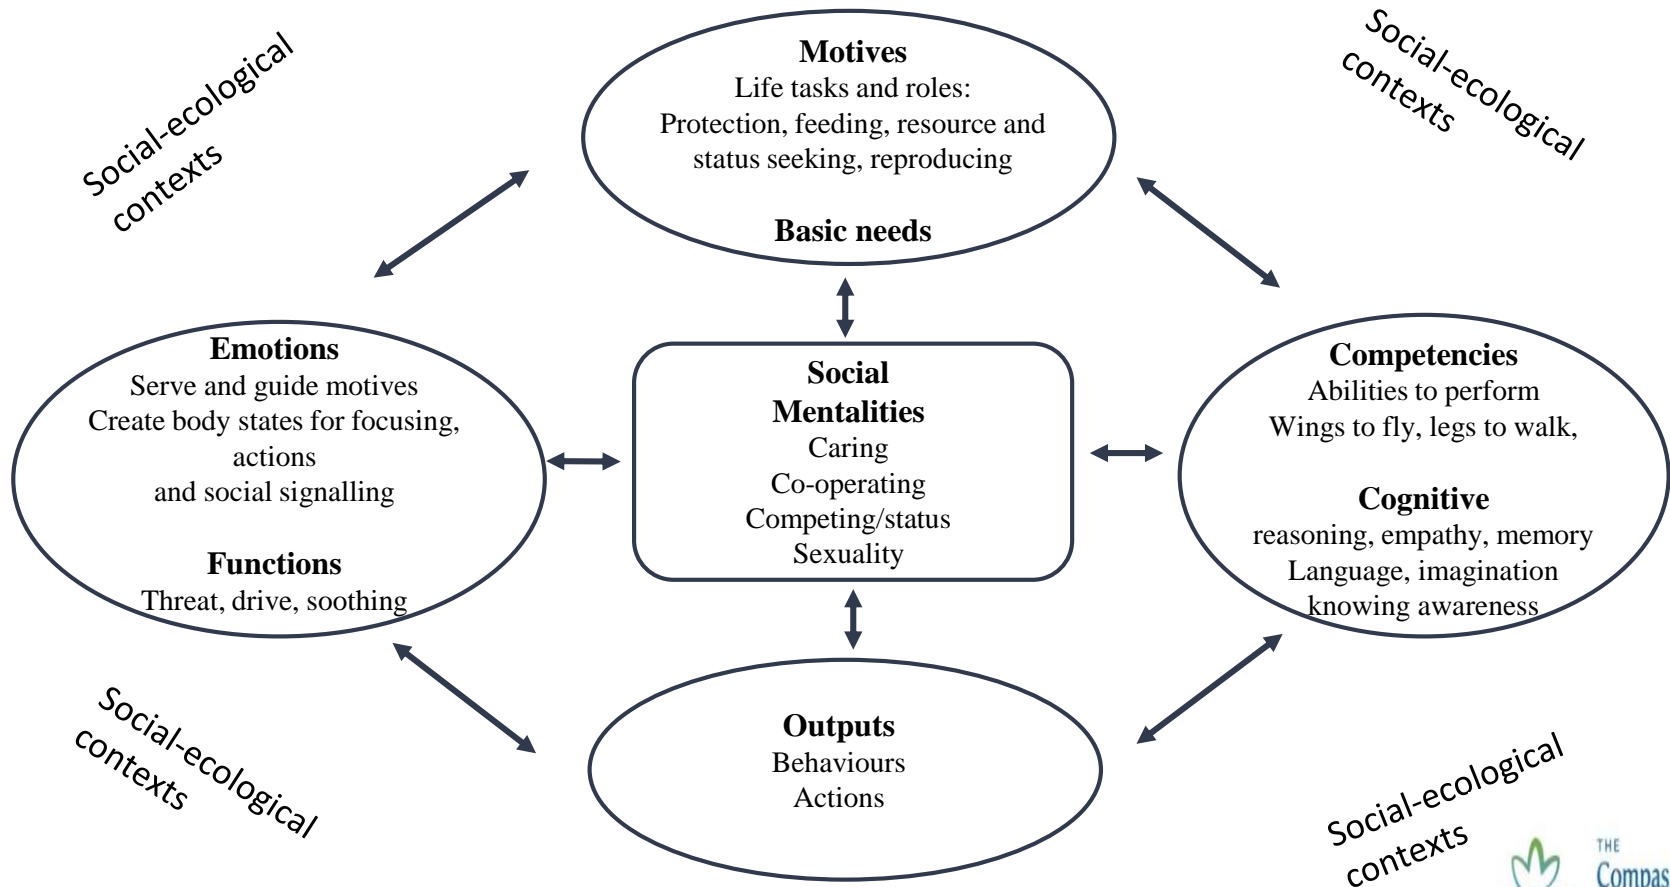 Social-ecological
contexts
Motives
Life tasks and roles:
Protection, feeding, resource and
status seeking, reproducing
Basic needs
Social-ecological
contexts
Emotions
Serve and guide motives
Create body states for focusing,
actions
and social signalling
Functions
Threat, drive, soothing
Social
Mentalities
Caring
Co-operating
Competing/status
Sexuality
Competencies
Abilities to perform
Wings to fly, legs to walk,
Cognitive
reasoning, empathy, memory
Language, imagination
knowing awareness
Social-ecological
contexts
Outputs
Behaviours
Actions
Social-ecological
contexts
THE
Compas